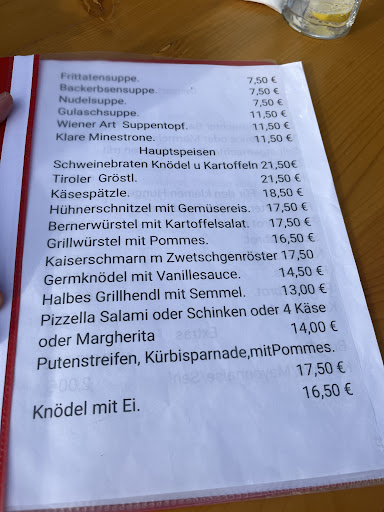 Frittatensuppe. 7,50 €
Backerbsensuppe. 7,50 €
Nudelsuppe. 7,50 €
Gulaschsuppe. 11,50 €
Wiener Art Suppentopf. 11,50 €
Klare Minestrone. 11,50 €
Hauptspeisen
Schweinebraten Knödel u Kartoffeln 21,50€
Tiroler Gröstl. 21,50 €
Käsespätzle. 18,50 €
Hühnerschnitzel mit Gemüsereis. 17,50 €
Bernerwürstel mit Kartoffelsalat. 17,50 €
Grillwürstel mit Pommes. 16,50 €
Kaiserschmarn m Zwetschgenröster 17,50
Germknödel mit Vanillesauce. 14,50 €
Halbes Grillhendl mit Semmel. 13,00 €
Pizzella Salami oder Schinken oder 4 Käse
oder Margherita 14,00 €
Putenstreifen, Kürbisparnade,mitPommes.
17,50 €
Knödel mit Ei. 16,50 €